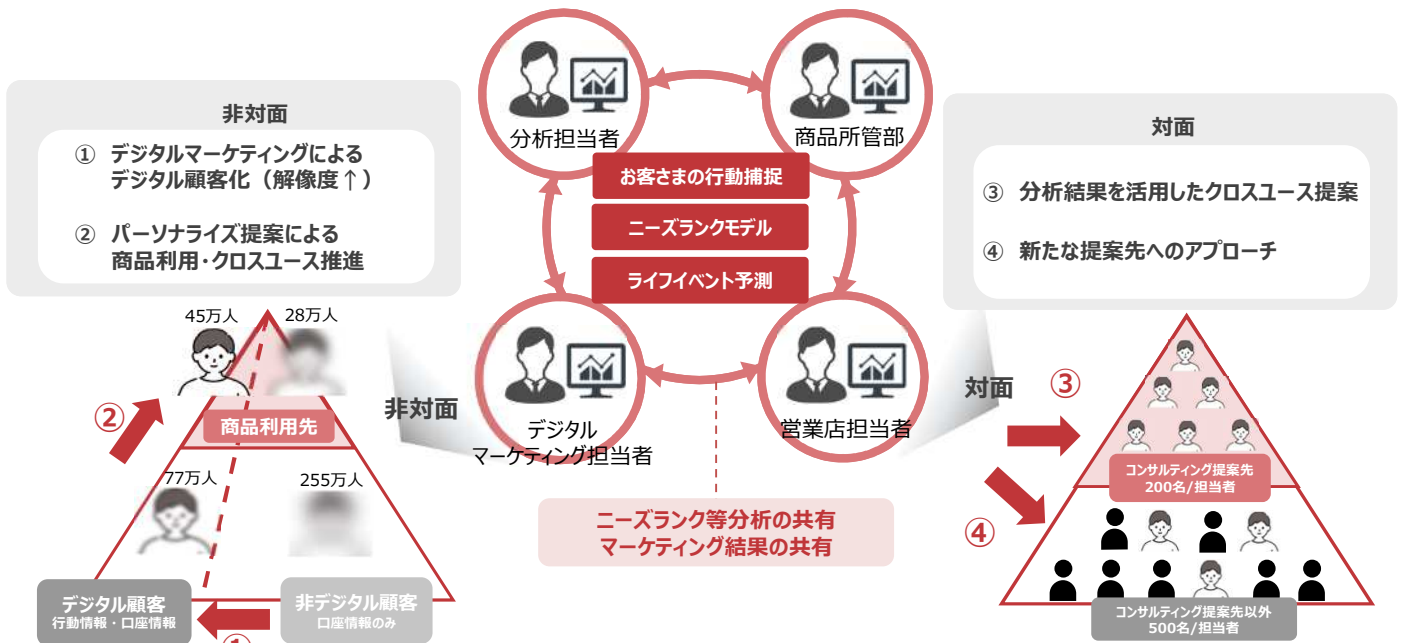 非対面
① デジタルマーケティングによる
デジタル顧客化（解像度↑）
② パーソナライズ提案による
商品利用・クロスユース推進
分析担当者
商品所管部
お客さまの行動捕捉
ニーズランクモデル
ライフイベント予測
デジタル
マーケティング担当者
営業店担当者
ニーズランク等分析の共有
マーケティング結果の共有
対面
③ 分析結果を活用したクロスユース提案
④ 新たな提案先へのアプローチ
45万人
28万人
②
商品利用先
77万人
255万人
デジタル顧客
行動情報・口座情報
非デジタル顧客
口座情報のみ
①
非対面
対面
③
④
コンサルティング提案先
200名/担当者
コンサルティング提案先以外
500名/担当者